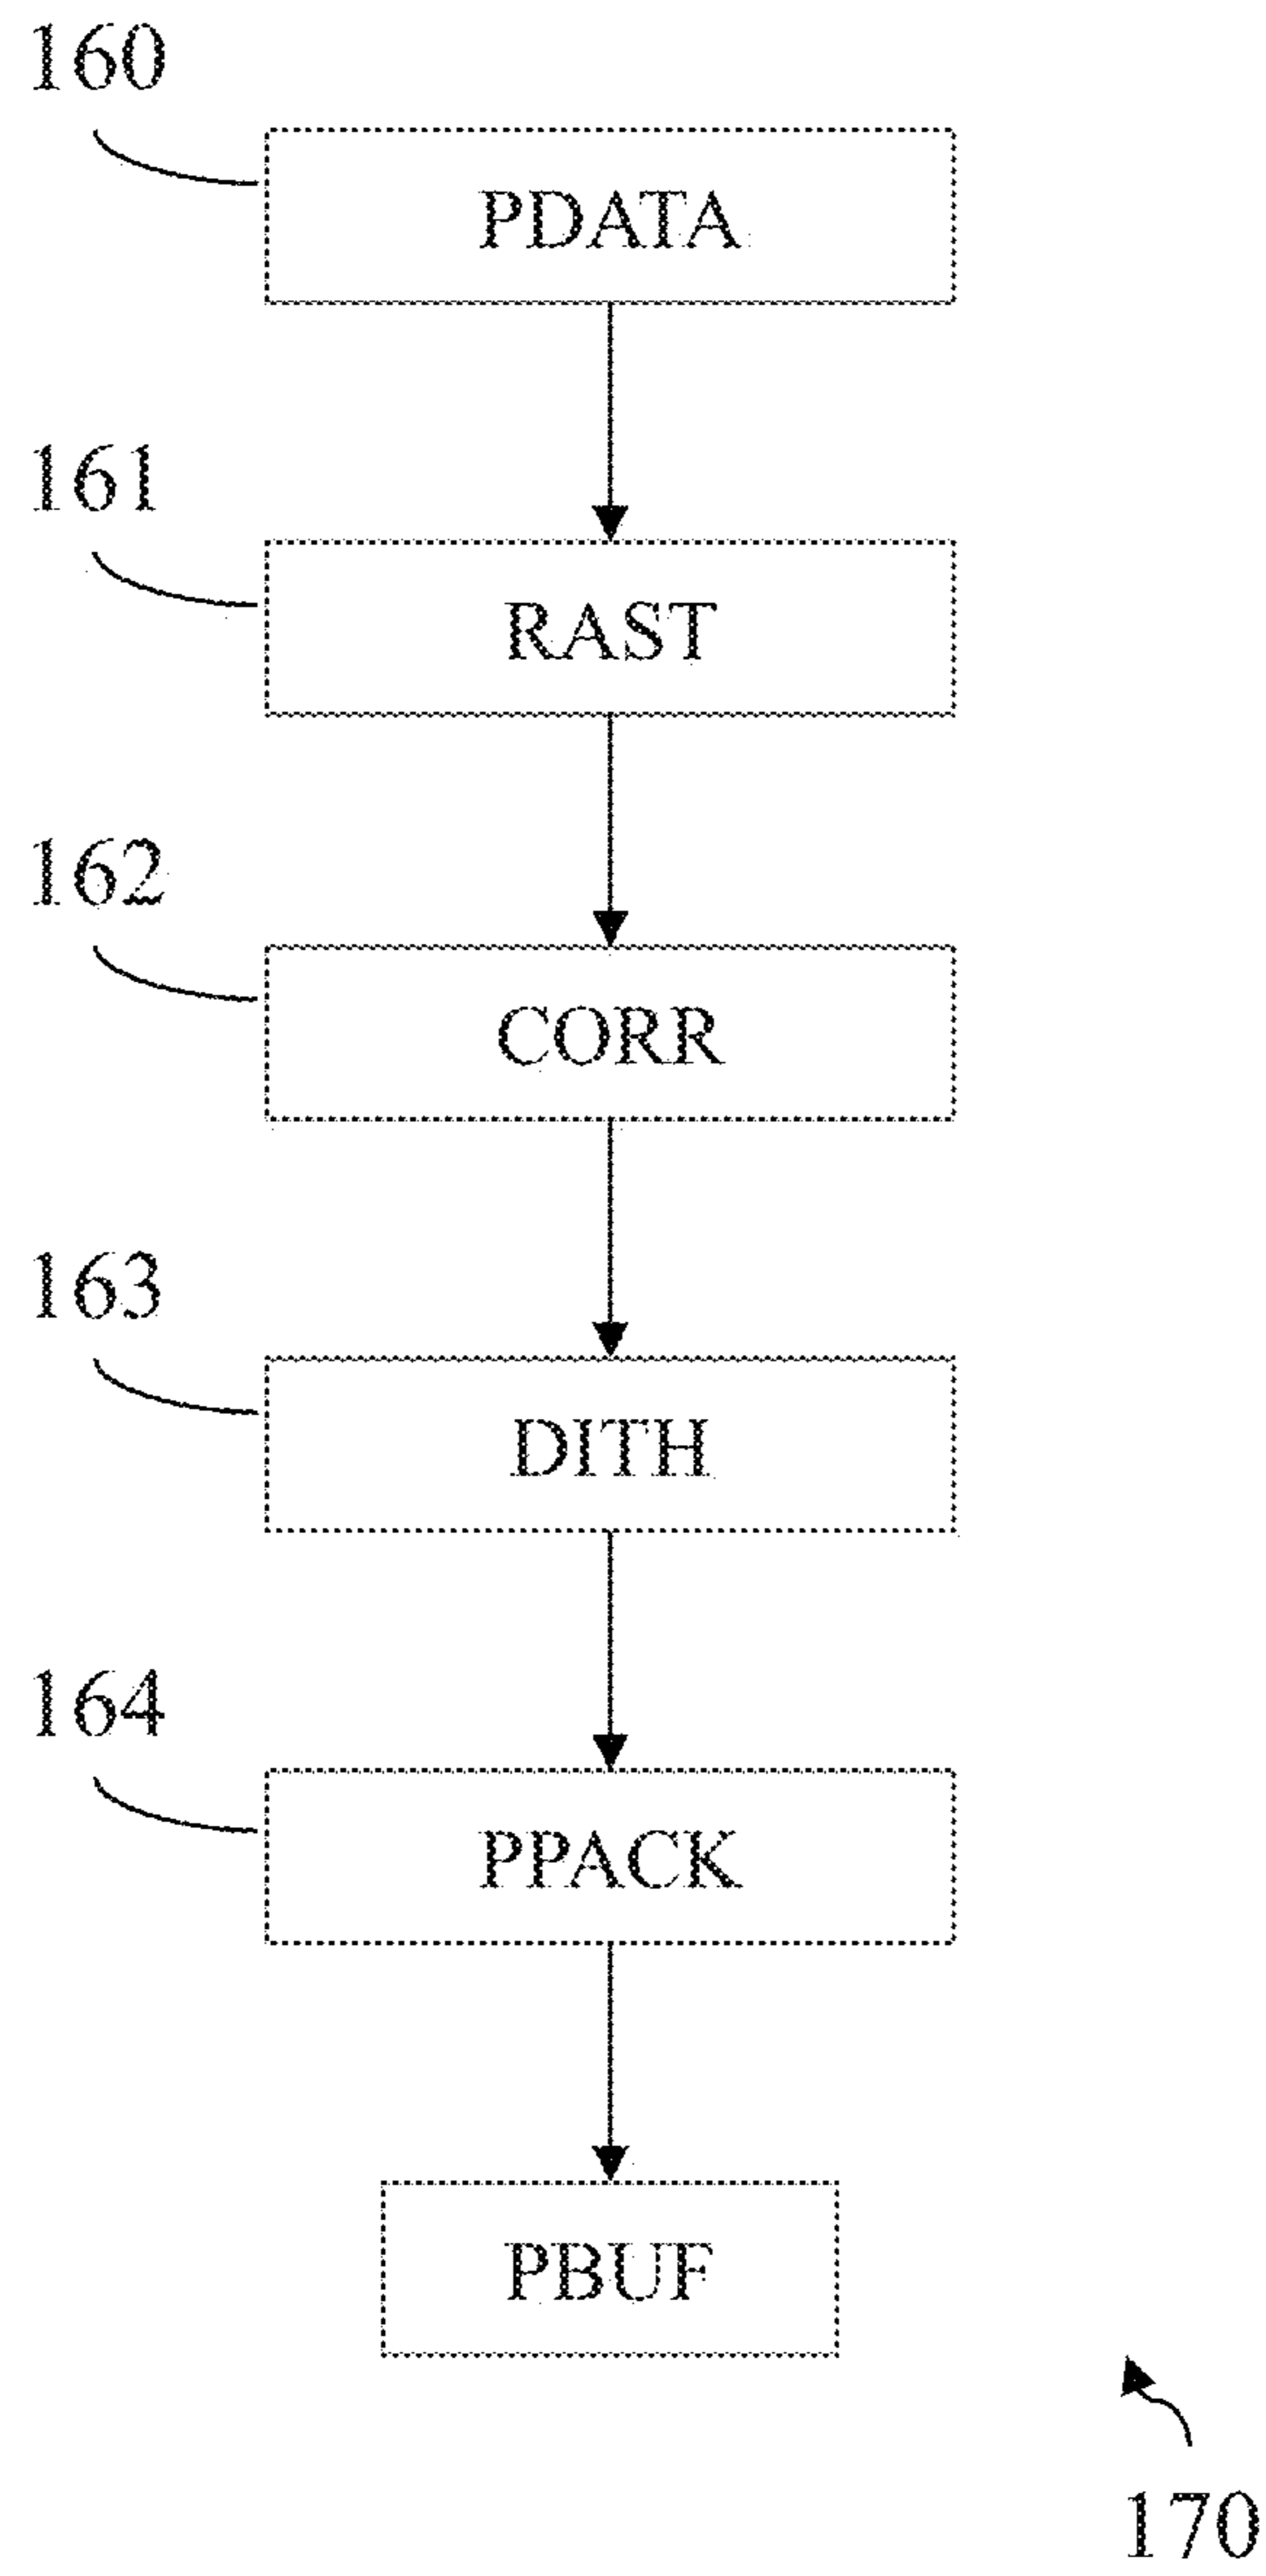 160
PDATA
161
RAST
162
CORR
163
DITH
164
PPACK
PBUF
170